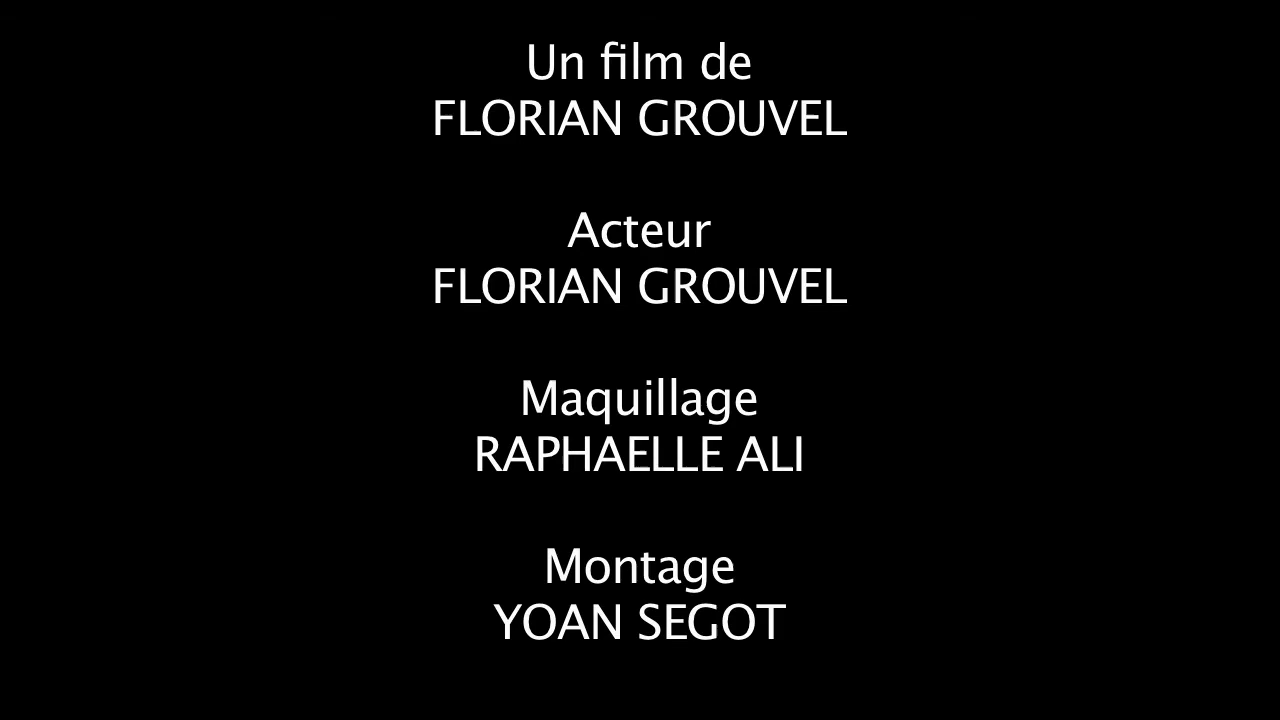 Un film de
FLORIAN GROUVEL
Acteur
FLORIAN GROUVEL
Maquillage
RAPHAELLE ALI
Montage
YOAN SEGOT